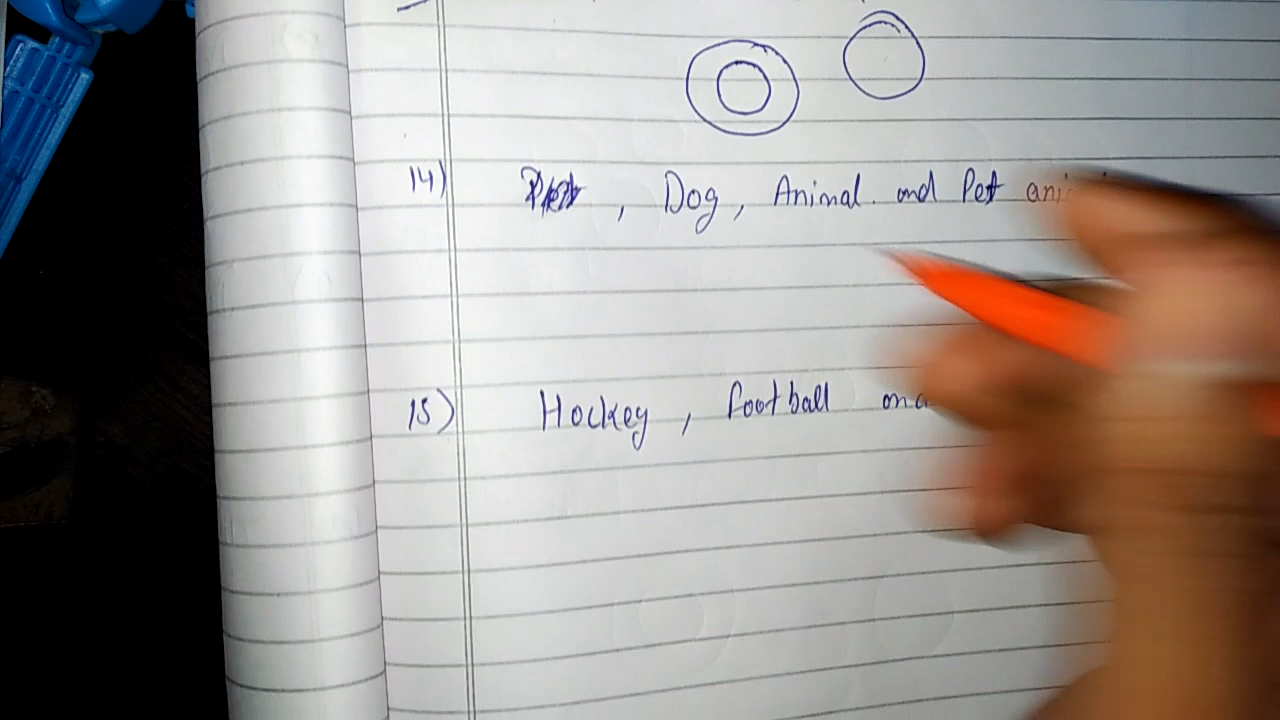 14) , Dog, Animal. and Pet
15) Hockey, football